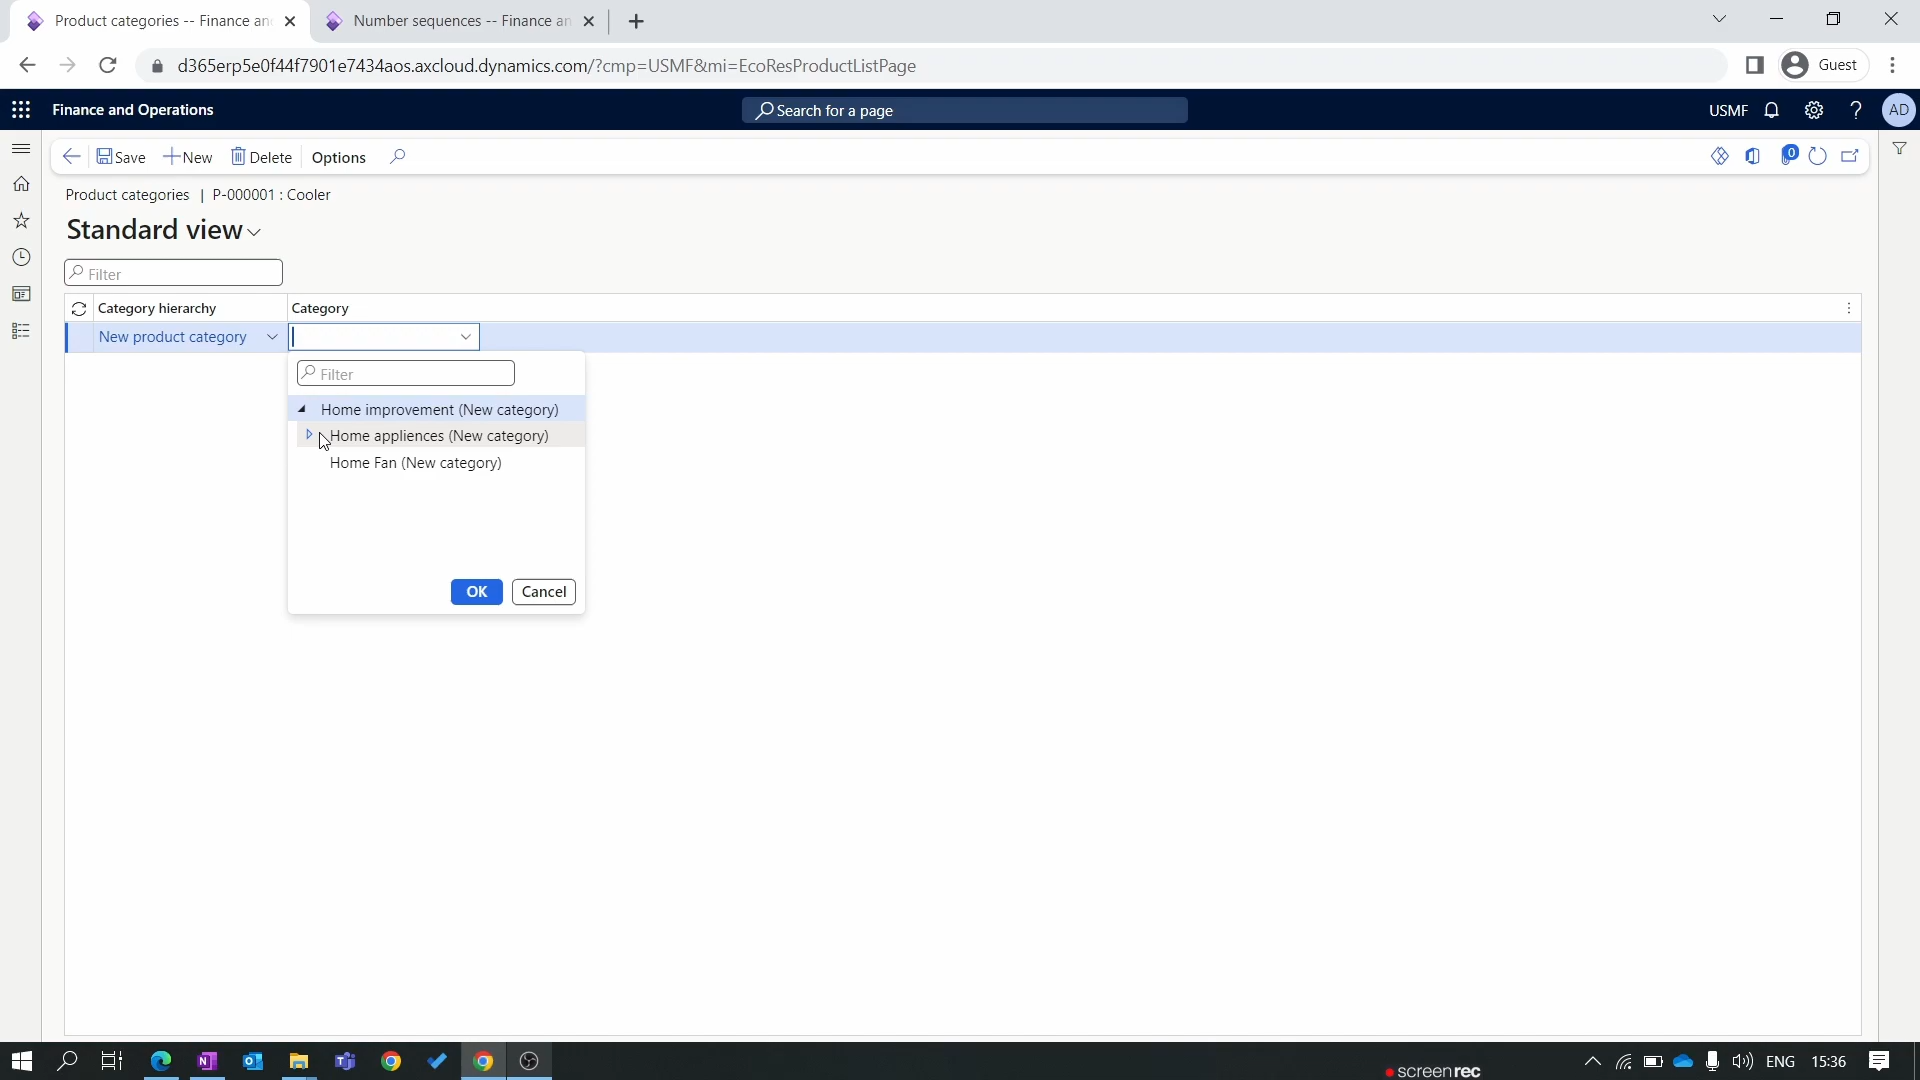 Product categories -- Finance an
Number sequences -- Finance an
d365erp5e0f44f7901e7434aos.axcloud.dynamics.com/?cmp=USMF&mi=EcoResProductListPage
Guest
Finance and Operations
Search for a page
USMF
AD
Save
New
Delete
Options
0
Product categories | P-000001 : Cooler
Standard view
Filter
Category hierarchy
Category
New product category
Filter
Home improvement (New category)
Home appliences (New category)
Home Fan (New category)
OK
Cancel
screenrec
ENG
15:36